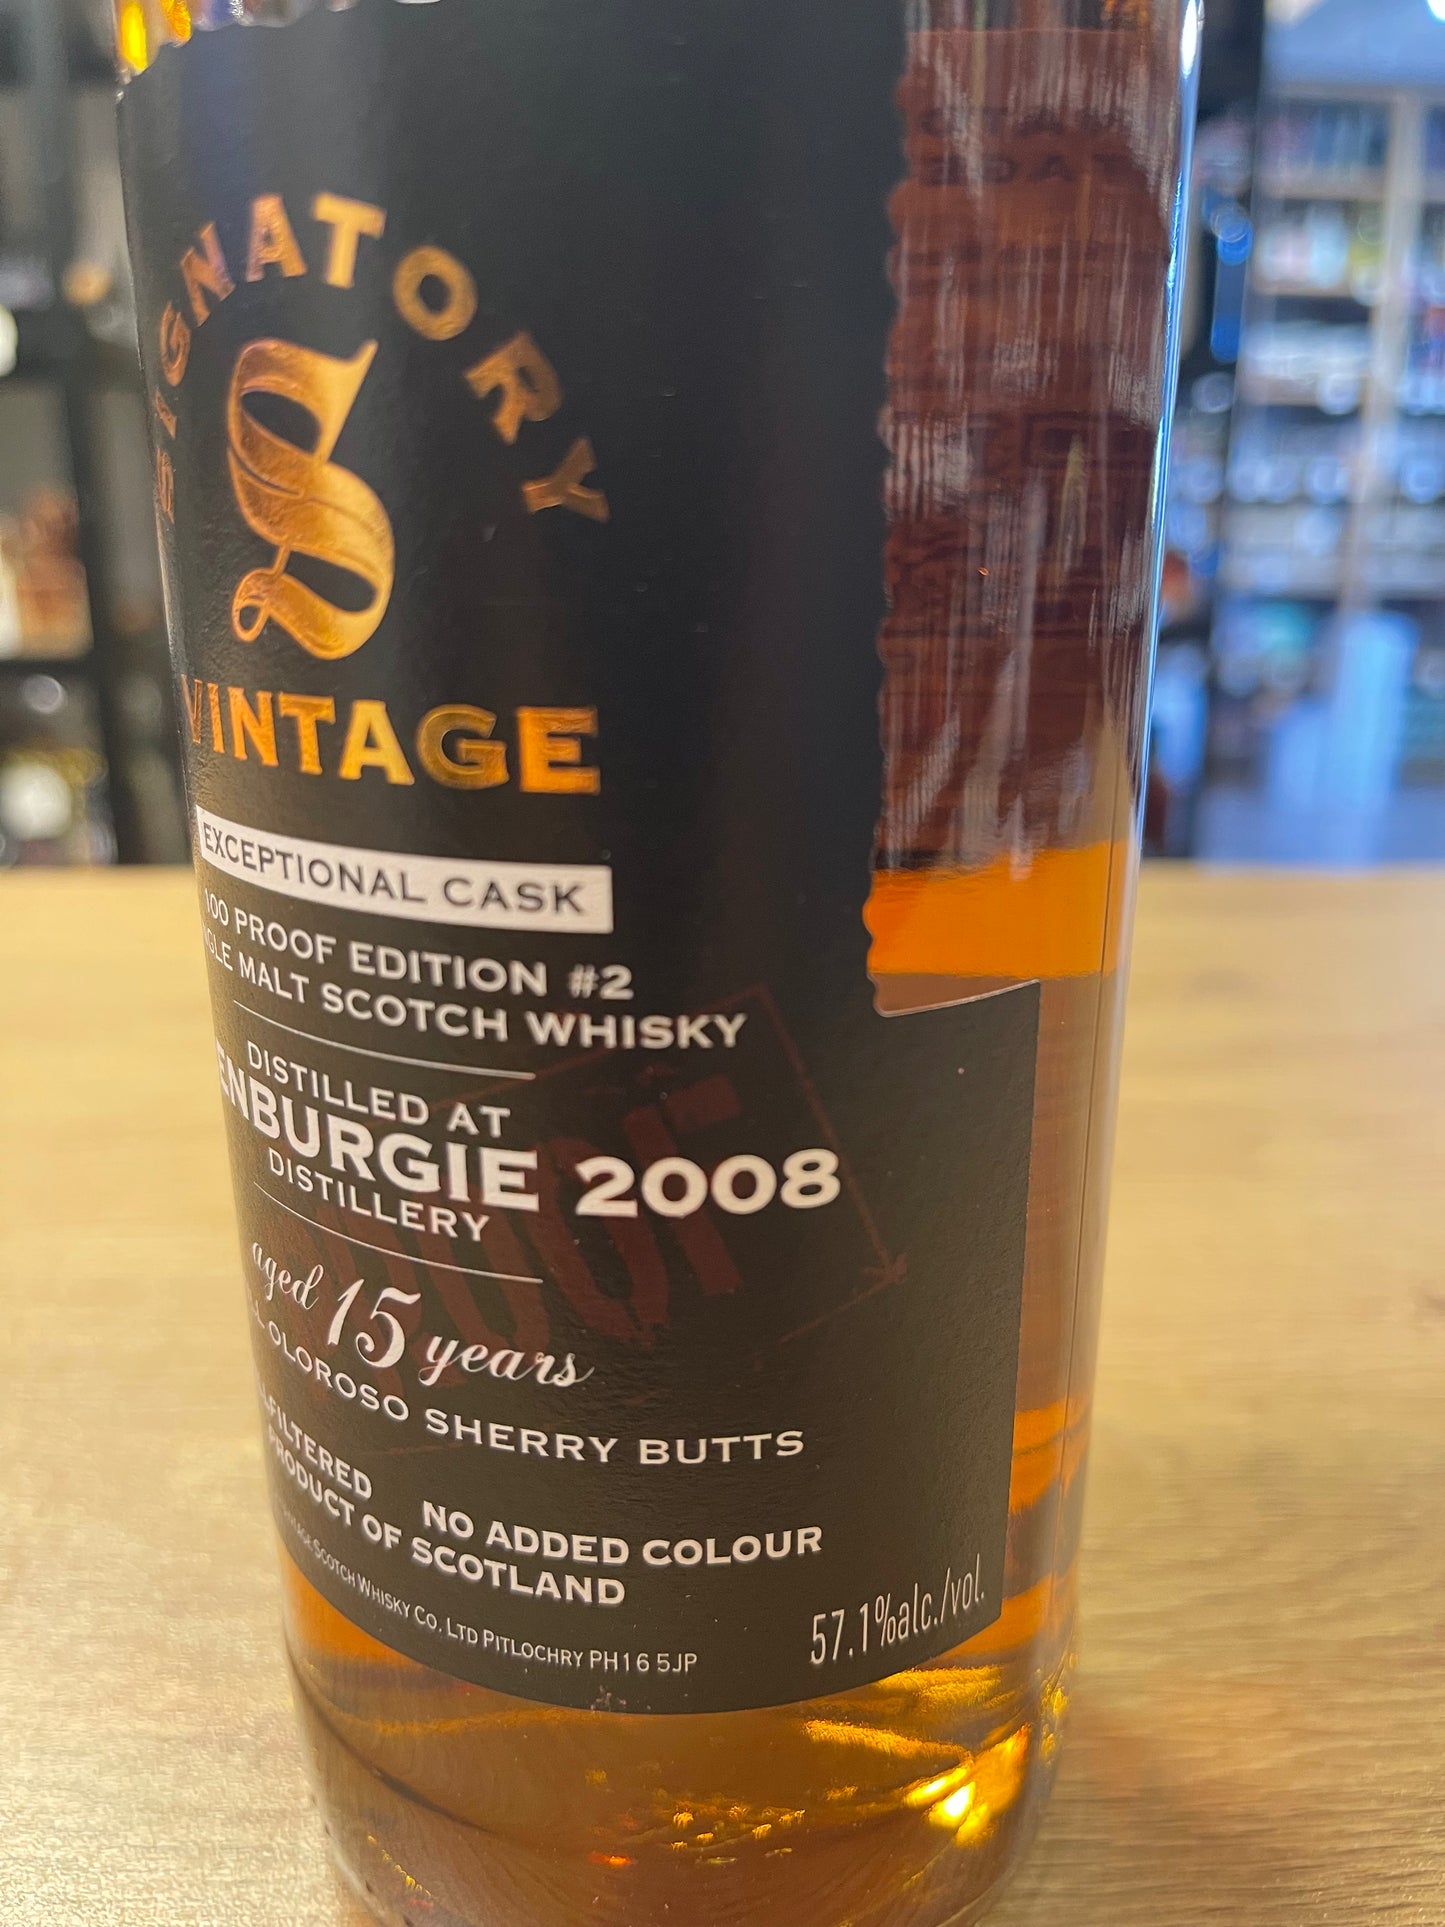 SIGNATORY
S
VINTAGE
EXCEPTIONAL CASK
100 PROOF EDITION #2
GLE MALT SCOTCH WHISKY
DISTILLED AT
ENBURGIE 2008
DISTILLERY
aged 15 years
OLOROSO SHERRY BUTTS
FILTERED NO ADDED COLOUR
PRODUCT OF SCOTLAND
SCOTCH WHISKY CO. LTD PITLOCHRY PH16 5JP
57.1%alc./vol.
PROOF